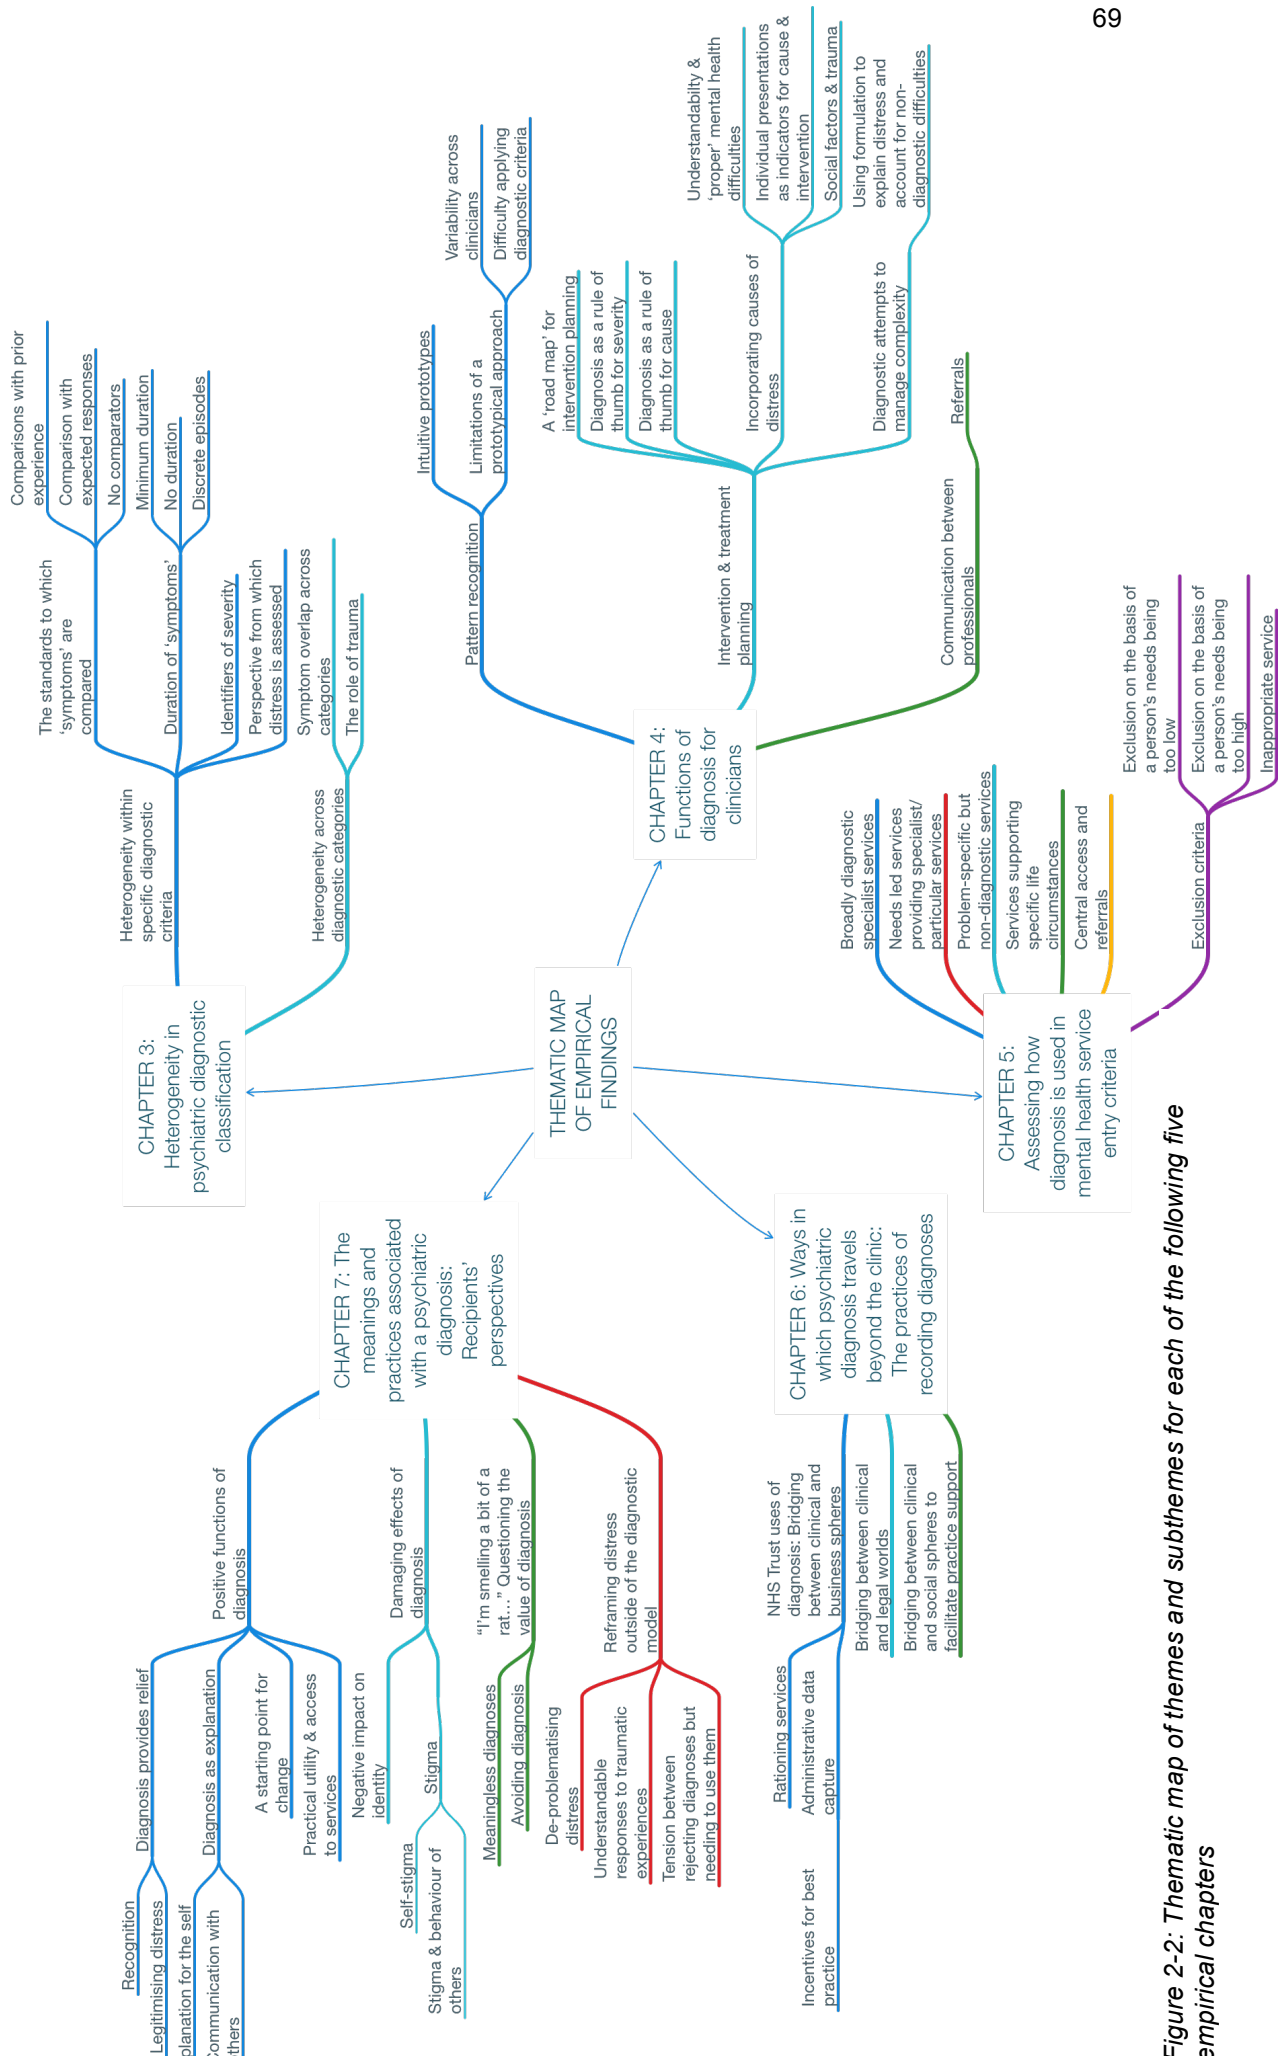 69
THEMATIC MAP
OF EMPIRICAL
FINDINGS
CHAPTER 3:
Heterogeneity in
psychiatric diagnostic
classification
Heterogeneity within
specific diagnostic
criteria
The standards to which
‘symptoms’ are
compared
Comparisons with prior
experience
Comparison with
expected responses
No comparators
Duration of ‘symptoms’
Minimum duration
No duration
Discrete episodes
Identifiers of severity
Perspective from which
distress is assessed
Heterogeneity across
diagnostic categories
Symptom overlap across
categories
The role of trauma
CHAPTER 4:
Functions of
diagnosis for
clinicians
Pattern recognition
Intuitive prototypes
Limitations of a
prototypical approach
Variability across
clinicians
Difficulty applying
diagnostic criteria
Intervention & treatment
planning
A ‘road map’ for
intervention planning
Diagnosis as a rule of
thumb for severity
Diagnosis as a rule of
thumb for cause
Incorporating causes of
distress
Understandabilty &
‘proper’ mental health
difficulties
Individual presentations
as indicators for cause &
intervention
Social factors & trauma
Diagnostic attempts to
manage complexity
Using formulation to
explain distress and
account for non-
diagnostic difficulties
Communication between
professionals
Referrals
CHAPTER 5:
Assessing how
diagnosis is used in
mental health service
entry criteria
Broadly diagnostic
specialist services
Needs led services
providing specialist/
particular services
Problem-specific but
non-diagnostic services
Services supporting
specific life
circumstances
Central access and
referrals
Exclusion criteria
Exclusion on the basis of
a person’s needs being
too low
Exclusion on the basis of
a person’s needs being
too high
Inappropriate service
CHAPTER 6: Ways in
which psychiatric
diagnosis travels
beyond the clinic:
The practices of
recording diagnoses
NHS Trust uses of
diagnosis: Bridging
between clinical and
business spheres
Rationing services
Administrative data
capture
Incentives for best
practice
Bridging between clinical
and legal worlds
Bridging between clinical
and social spheres to
facilitate practice support
CHAPTER 7: The
meanings and
practices associated
with a psychiatric
diagnosis:
Recipients’
perspectives
Positive functions of
diagnosis
Diagnosis provides relief
Recognition
Legitimising distress
Diagnosis as explanation
planation for the self
Communication with
thers
A starting point for
change
Practical utility & access
to services
Damaging effects of
diagnosis
Negative impact on
identity
Stigma
Self-stigma
Stigma & behaviour of
others
“I’m smelling a bit of a
rat...” Questioning the
value of diagnosis
Meaningless diagnoses
Avoiding diagnosis
Reframing distress
outside of the diagnostic
model
De-problematising
distress
Understandable
responses to traumatic
experiences
Tension between
rejecting diagnoses but
needing to use them
Figure 2-2: Thematic map of themes and subthemes for each of the following five
empirical chapters